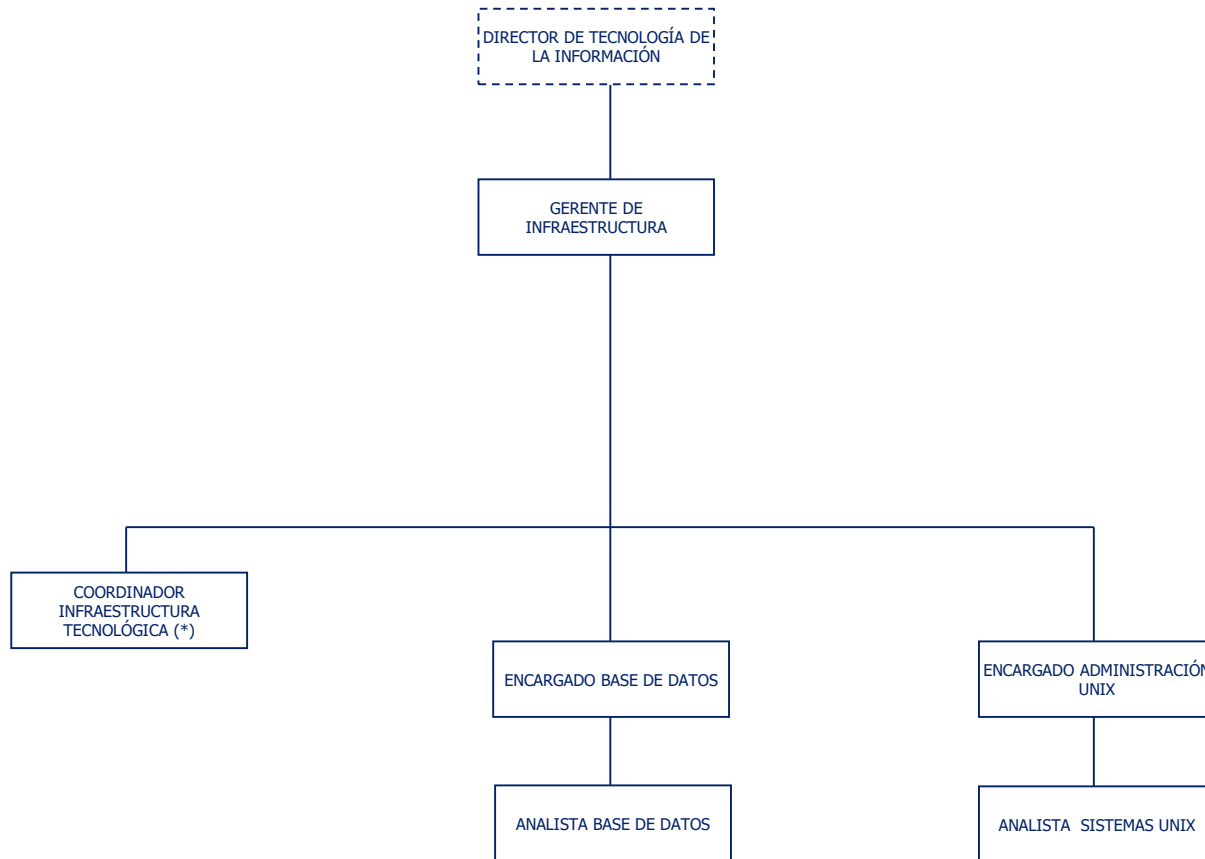 DIRECTOR DE TECNOLOGÍA DE
LA INFORMACIÓN
GERENTE DE
INFRAESTRUCTURA
COORDINADOR
INFRAESTRUCTURA
TECNOLÓGICA (*)
ENCARGADO BASE DE DATOS
ENCARGADO ADMINISTRACIÓN
UNIX
ANALISTA BASE DE DATOS
ANALISTA SISTEMAS UNIX